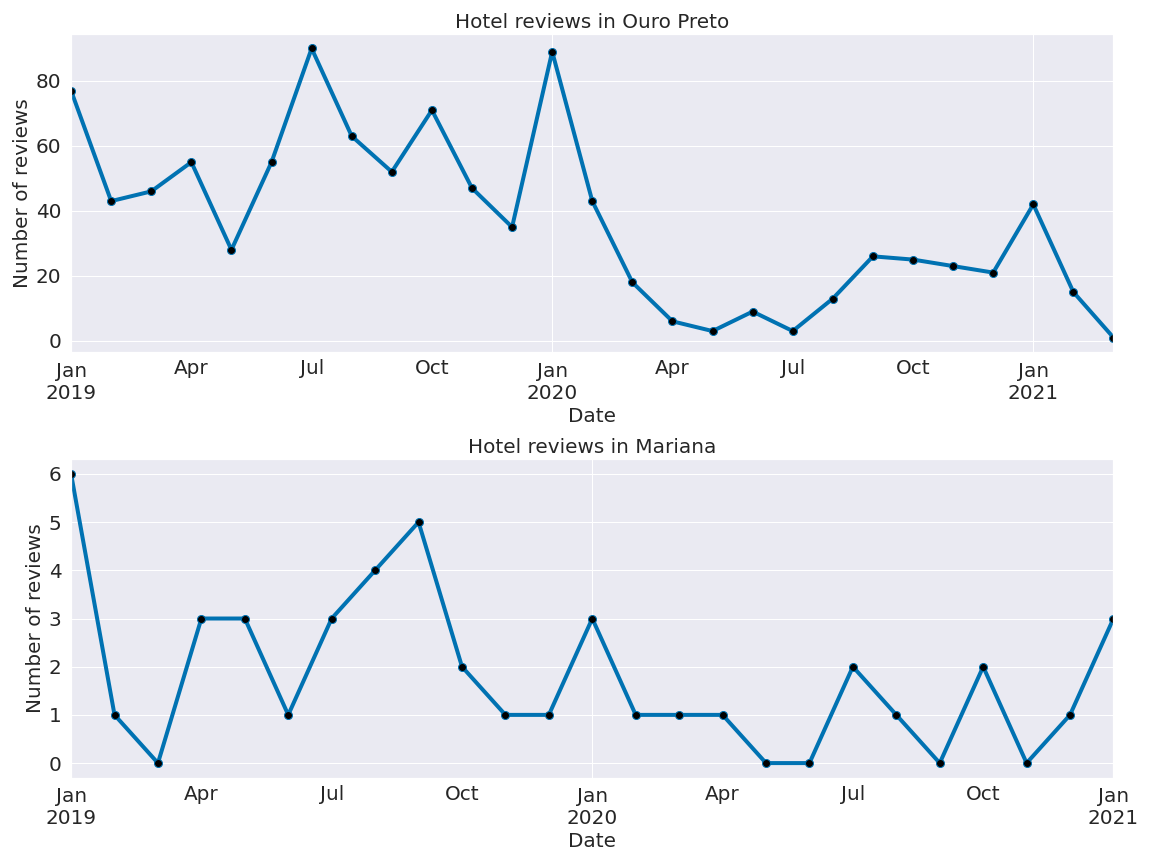 Hotel reviews in Ouro Preto
Number of reviews
80
60
40
20
0
Jan Apr Jul Oct Jan Apr Jul Oct Jan
2019 2020 2021
Date
Hotel reviews in Mariana
Number of reviews
6
5
4
3
2
1
0
Jan Apr Jul Oct Jan Apr Jul Oct Jan
2019 2020 2021
Date